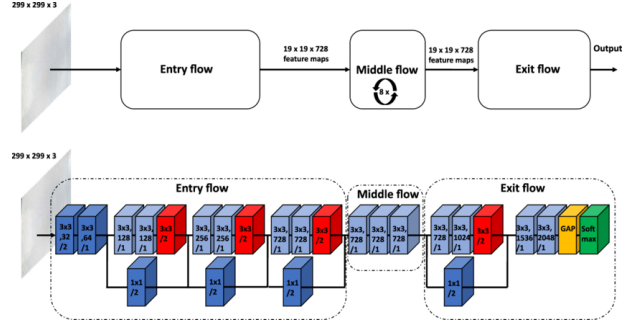 299 x 299 x 3
Entry flow
19 x 19 x 728
feature maps
Middle flow
8 x
19 x 19 x 728
feature maps
Exit flow
Output
299 x 299 x 3
Entry flow
Middle flow
Exit flow
3x3
,32
/2
3x3
,64
/1
3x3,
128
/1
3x3,
128
/1
3x3
/2
3x3,
256
/1
3x3,
256
/1
3x3
/2
3x3,
728
/1
3x3,
728
/1
3x3
/2
3x3,
728
/1
3x3,
728
/1
3x3,
728
/1
3x3,
728
/1
3x3,
1024
/1
3x3
/2
3x3,
1536
/1
3x3,
2048
/1
GAP
Soft
max
1x1
/2
1x1
/2
1x1
/2
1x1
/2